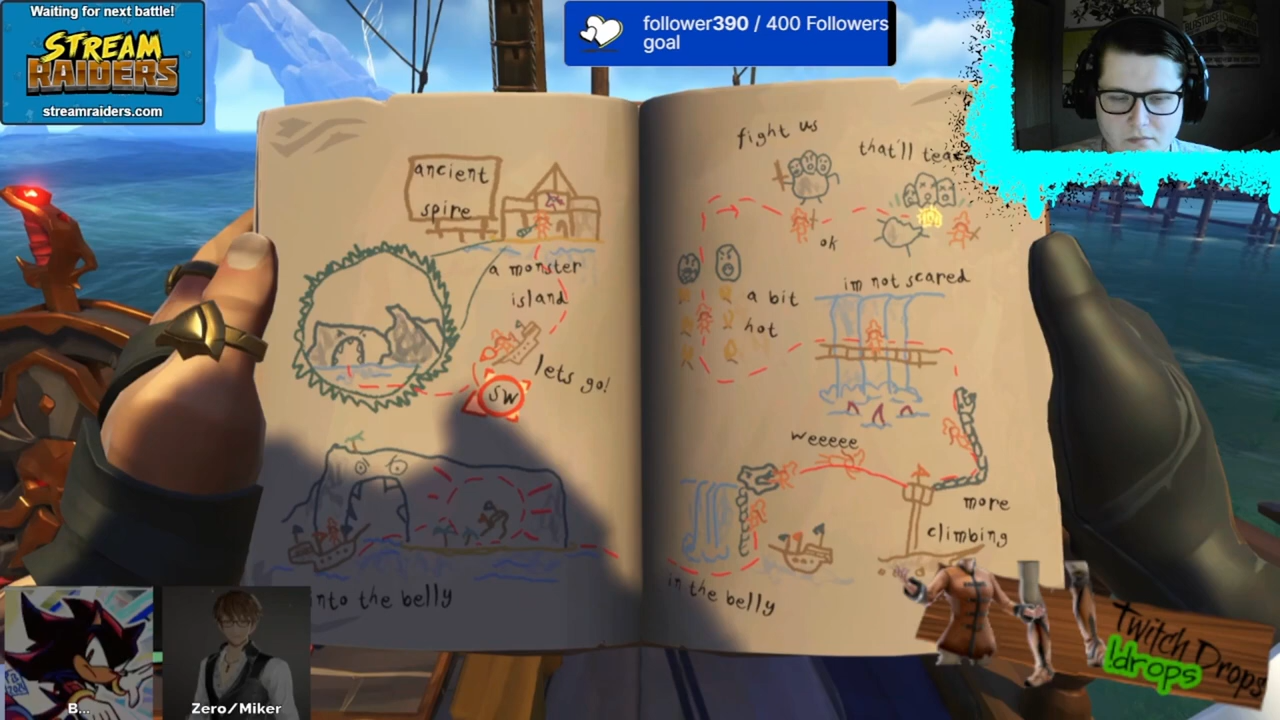 Waiting for next battle!
STREAM
RAIDERS
streamraiders.com
follower390 / 400 Followers
goal
ancient
spire
a monster
island
lets go!
SW
into the belly
fight us
that'll
ok
a bit
hot
im not scared
weeeee
more
climbing
in the belly
B...
Zero/Miker
Twitch Drops
!drops